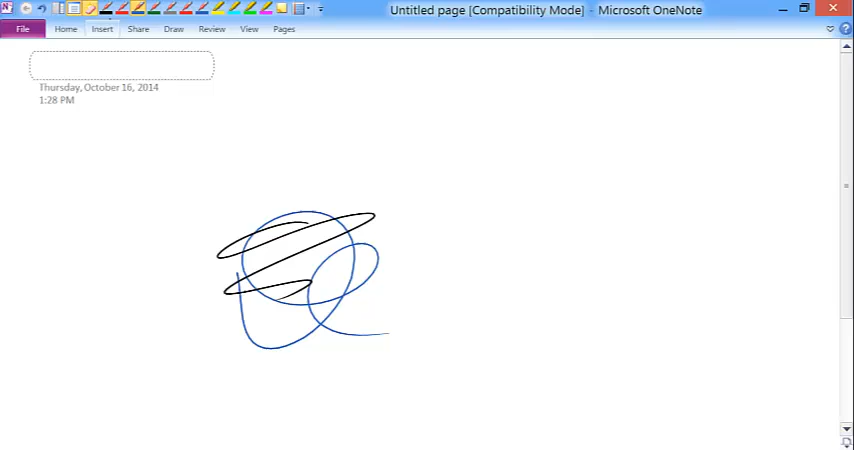 Untitled page [Compatibility Mode] - Microsoft OneNote
File Home Insert Share Draw Review View Pages
Thursday, October 16, 2014
1:28 PM